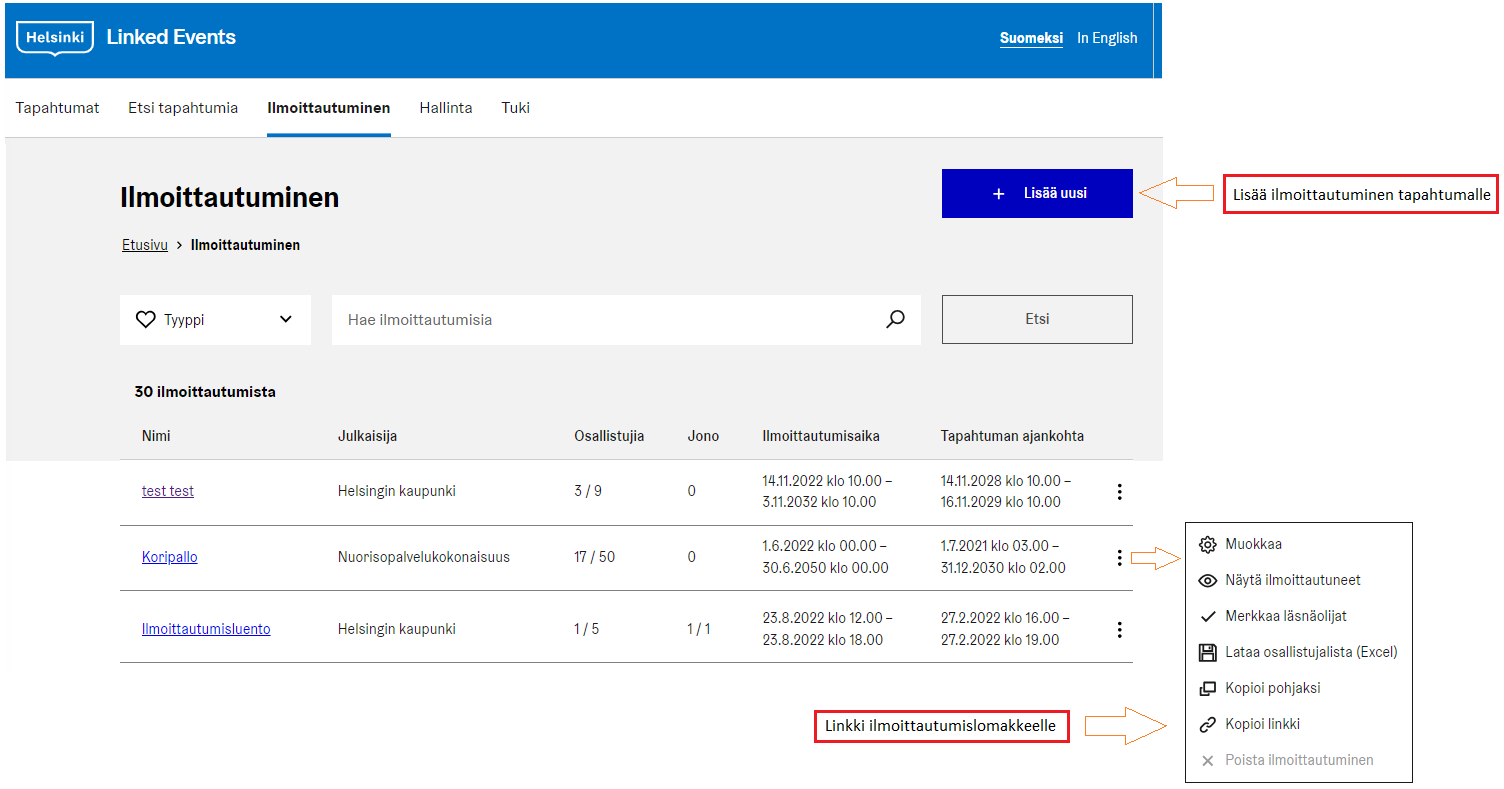 Helsinki Linked Events Suomeksi In English
Tapahtumat Etsi tapahtumia Ilmoittautuminen Hallinta Tuki
Ilmoittautuminen
+ Lisää uusi
Lisää ilmoittautuminen tapahtumalle
Etusivu > Ilmoittautuminen
Tyyppi Hae ilmoittautumisia Etsi
30 ilmoittautumista
Nimi Julkaisija Osallistujia Jono Ilmoittautumisaika Tapahtuman ajankohta
test test Helsingin kaupunki 3 / 9 0 14.11.2022 klo 10.00 – 14.11.2028 klo 10.00 –
3.11.2032 klo 10.00 16.11.2029 klo 10.00
Koripallo Nuorisopalvelukokonaisuus 17 / 50 0 1.6.2022 klo 00.00 – 1.7.2021 klo 03.00 –
30.6.2050 klo 00.00 31.12.2030 klo 02.00
Ilmoittautumisluento Helsingin kaupunki 1 / 5 1 / 1 23.8.2022 klo 12.00 – 27.2.2022 klo 16.00 –
23.8.2022 klo 18.00 27.2.2022 klo 19.00
Muokkaa
Näytä ilmoittautuneet
Merkkaa läsnäolijat
Lataa osallistujalista (Excel)
Kopioi pohjaksi
Kopioi linkki
Poista ilmoittautuminen
Linkki ilmoittautumislomakkeelle